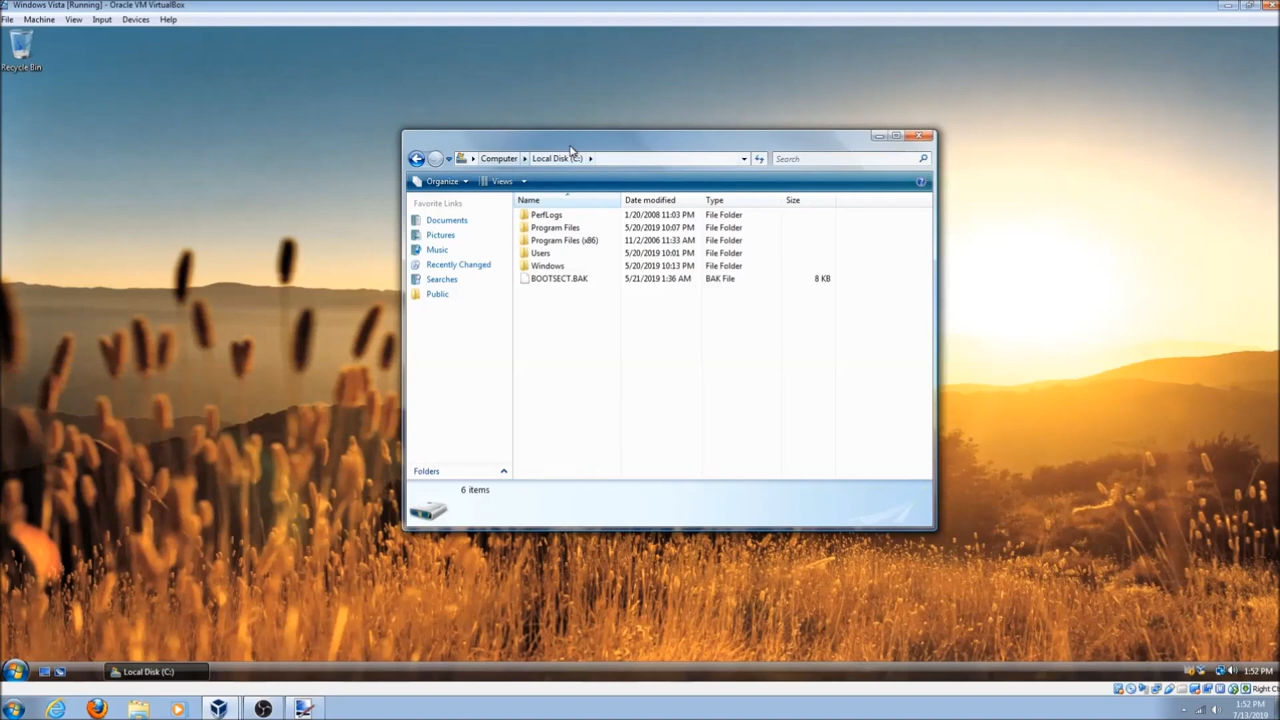 Windows Vista [Running] - Oracle VM VirtualBox
File Machine View Input Devices Help
Recycle Bin
Computer Local Disk (C:) Search
Organize Views
Favorite Links Name Date modified Type Size
Documents
Pictures
Music
Recently Changed
Searches
Public
PerfLogs 1/20/2008 11:03 PM File Folder
Program Files 5/20/2019 10:07 PM File Folder
Program Files (x86) 11/2/2006 11:33 AM File Folder
Users 5/20/2019 10:01 PM File Folder
Windows 5/20/2019 10:13 PM File Folder
BOOTSECT.BAK 5/21/2019 1:36 AM BAK File 8 KB
Folders
6 items
Local Disk (C:) 1:52 PM
Right C
1:52 PM
7/13/2019